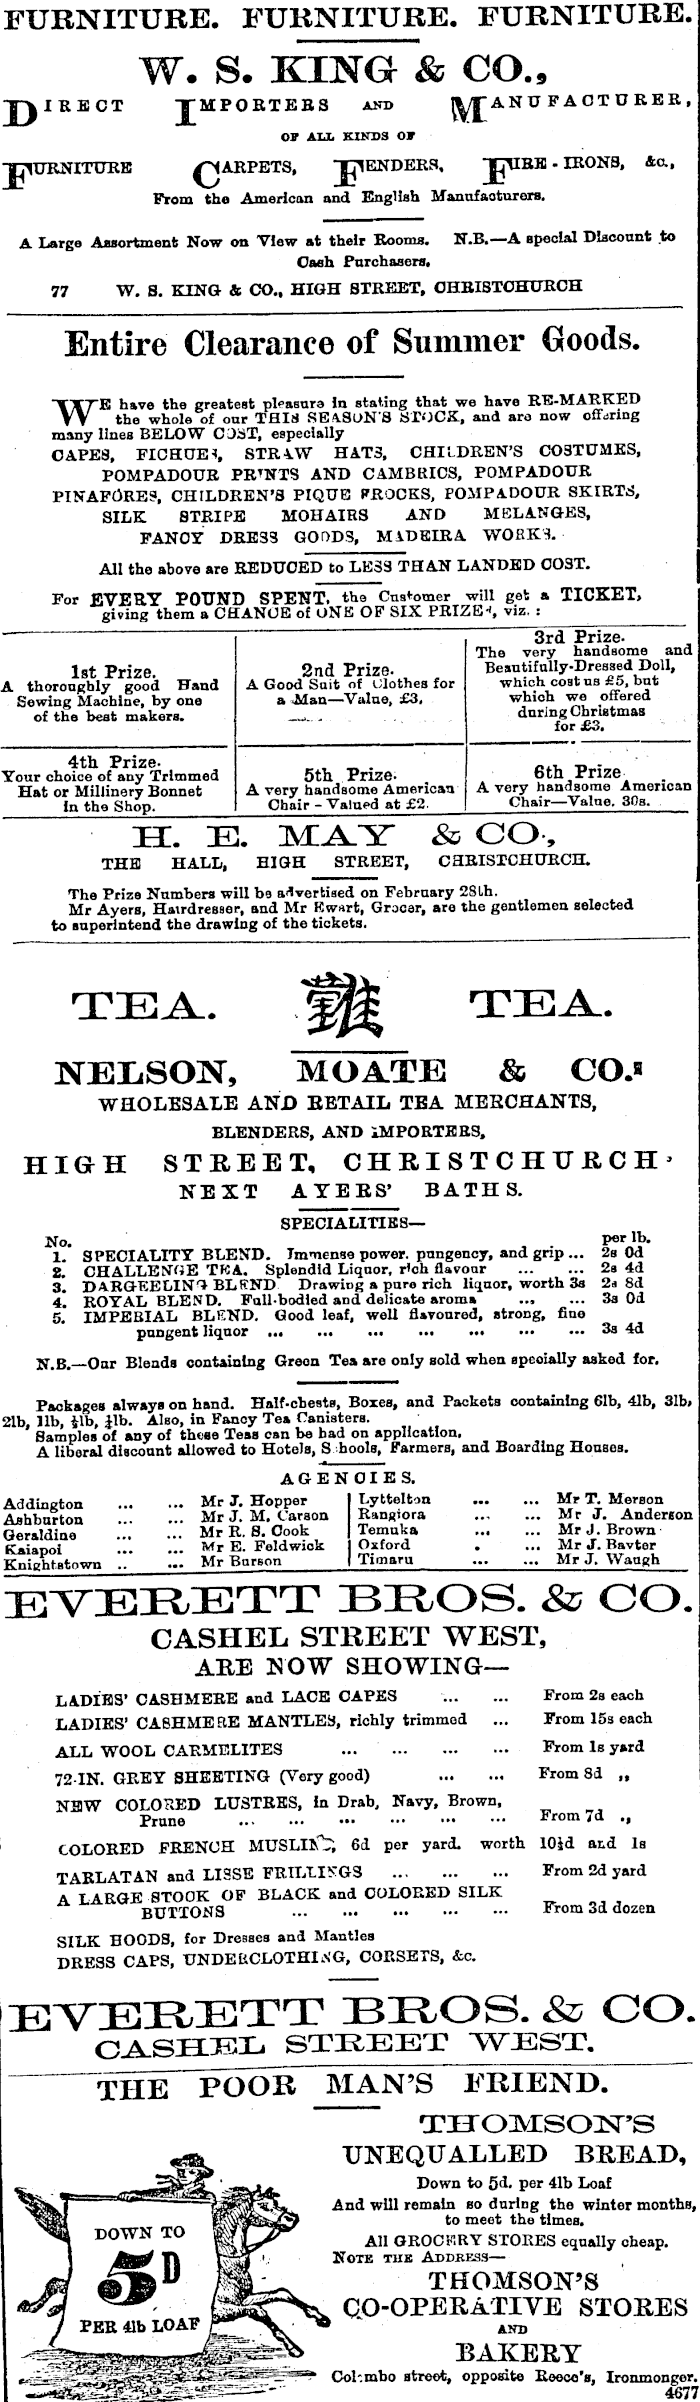 FURNITURE. FURNITURE. FURNITURE.
W. S. KING & CO.,
DIRECT IMPORTERS AND MANUFACTURER,
OF ALL KINDS OF
FURNITURE CARPETS, FENDERS, FIRE-IRONS, &c.,
From the American and English Manufacturers.
A Large Assortment Now on View at their Rooms. N.B.—A special Discount to
Cash Purchasers.
77 W. S. KING & CO., HIGH STREET, CHRISTCHURCH
Entire Clearance of Summer Goods.
WE have the greatest pleasure in stating that we have RE-MARKED
the whole of our THIS SEASON'S STOCK, and are now offering
many lines BELOW COST, especially
CAPES, FICHUES, STRAW HATS, CHILDREN'S COSTUMES,
POMPADOUR PRINTS AND CAMBRICS, POMPADOUR
PINAFORES, CHILDREN'S PIQUE FROCKS, POMPADOUR SKIRTS,
SILK STRIPE MOHAIRS AND MELANGES,
FANCY DRESS GOODS, MADEIRA WORKS.
All the above are REDUCED to LESS THAN LANDED COST.
For EVERY POUND SPENT, the Customer will get a TICKET,
giving them a CHANCE of ONE OF SIX PRIZES, viz. :
1st Prize.
A thoroughly good Hand
Sewing Machine, by one
of the best makers.
2nd Prize.
A Good Suit of Clothes for
a Man—Value, £3.
3rd Prize.
The very handsome and
Beautifully-Dressed Doll,
which cost us £5, but
which we offered
during Christmas
for £3.
4th Prize.
Your choice of any Trimmed
Hat or Millinery Bonnet
in the Shop.
5th Prize.
A very handsome American
Chair - Valued at £2.
6th Prize
A very handsome American
Chair—Value. 30s.
H. E. MAY & CO.,
THE HALL, HIGH STREET, CHRISTCHURCH.
The Prize Numbers will be advertised on February 28th.
Mr Ayers, Hairdresser, and Mr Ewart, Grocer, are the gentlemen selected
to superintend the drawing of the tickets.
TEA. TEA.
NELSON, MOATE & CO.
WHOLESALE AND RETAIL TEA MERCHANTS,
BLENDERS, AND IMPORTERS,
HIGH STREET, CHRISTCHURCH,
NEXT AYERS' BATHS.
SPECIALITIES—
No. per lb.
1. SPECIALITY BLEND. Immense power. pungency, and grip ... 2s 0d
2. CHALLENGE TEA. Splendid Liquor, rich flavour ... ... 2s 4d
3. DARGEELING BLEND Drawing a pure rich liquor, worth 3s 2s 8d
4. ROYAL BLEND. Full-bodied and delicate aroma ... ... 3s 0d
5. IMPERIAL BLEND. Good leaf, well flavoured, strong, fine
pungent liquor ... ... ... ... ... ... ... 3s 4d
N.B.—Our Blends containing Green Tea are only sold when specially asked for.
Packages always on hand. Half-chests, Boxes, and Packets containing 6lb, 4lb, 3lb,
2lb, 1lb, ½lb, ¼lb. Also, in Fancy Tea Canisters.
Samples of any of these Teas can be had on application.
A liberal discount allowed to Hotels, Schools, Farmers, and Boarding Houses.
AGENCIES.
Addington ... ... Mr J. Hopper
Ashburton ... ... Mr J. M. Carson
Geraldine ... ... Mr R. S. Cook
Kaiapoi ... ... Mr E. Feldwick
Knightstown .. ... Mr Burson
Lyttelton ... ... Mr T. Merson
Rangiora ... ... Mr J. Anderson
Temuka ... ... Mr J. Brown
Oxford . ... Mr J. Baxter
Timaru ... ... Mr J. Waugh
EVERETT BROS. & CO.
CASHEL STREET WEST,
ARE NOW SHOWING—
LADIES' CASHMERE and LACE CAPES ... ... From 2s each
LADIES' CASHMERE MANTLES, richly trimmed ... From 15s each
ALL WOOL CARMELITES ... ... ... ... From 1s yard
72-IN. GREY SHEETING (Very good) ... ... From 8d „
NEW COLORED LUSTRES, in Drab, Navy, Brown,
Prune ... ... ... ... ... ... From 7d „
COLORED FRENCH MUSLIN, 6d per yard. worth 10½d and 1s
TARLATAN and LISSE FRILLINGS ... ... ... From 2d yard
A LARGE STOCK OF BLACK and COLORED SILK
BUTTONS ... ... ... ... ... From 3d dozen
SILK HOODS, for Dresses and Mantles
DRESS CAPS, UNDERCLOTHING, CORSETS, &c.
EVERETT BROS. & CO.
CASHEL STREET WEST.
THE POOR MAN'S FRIEND.
DOWN TO
5D
PER 4lb LOAF
THOMSON'S
UNEQUALLED BREAD,
Down to 5d. per 4lb Loaf
And will remain so during the winter months,
to meet the times.
All GROCERY STORES equally cheap.
NOTE THE ADDRESS—
THOMSON'S
CO-OPERATIVE STORES
AND
BAKERY
Colombo street, opposite Reece's, Ironmonger.
4677